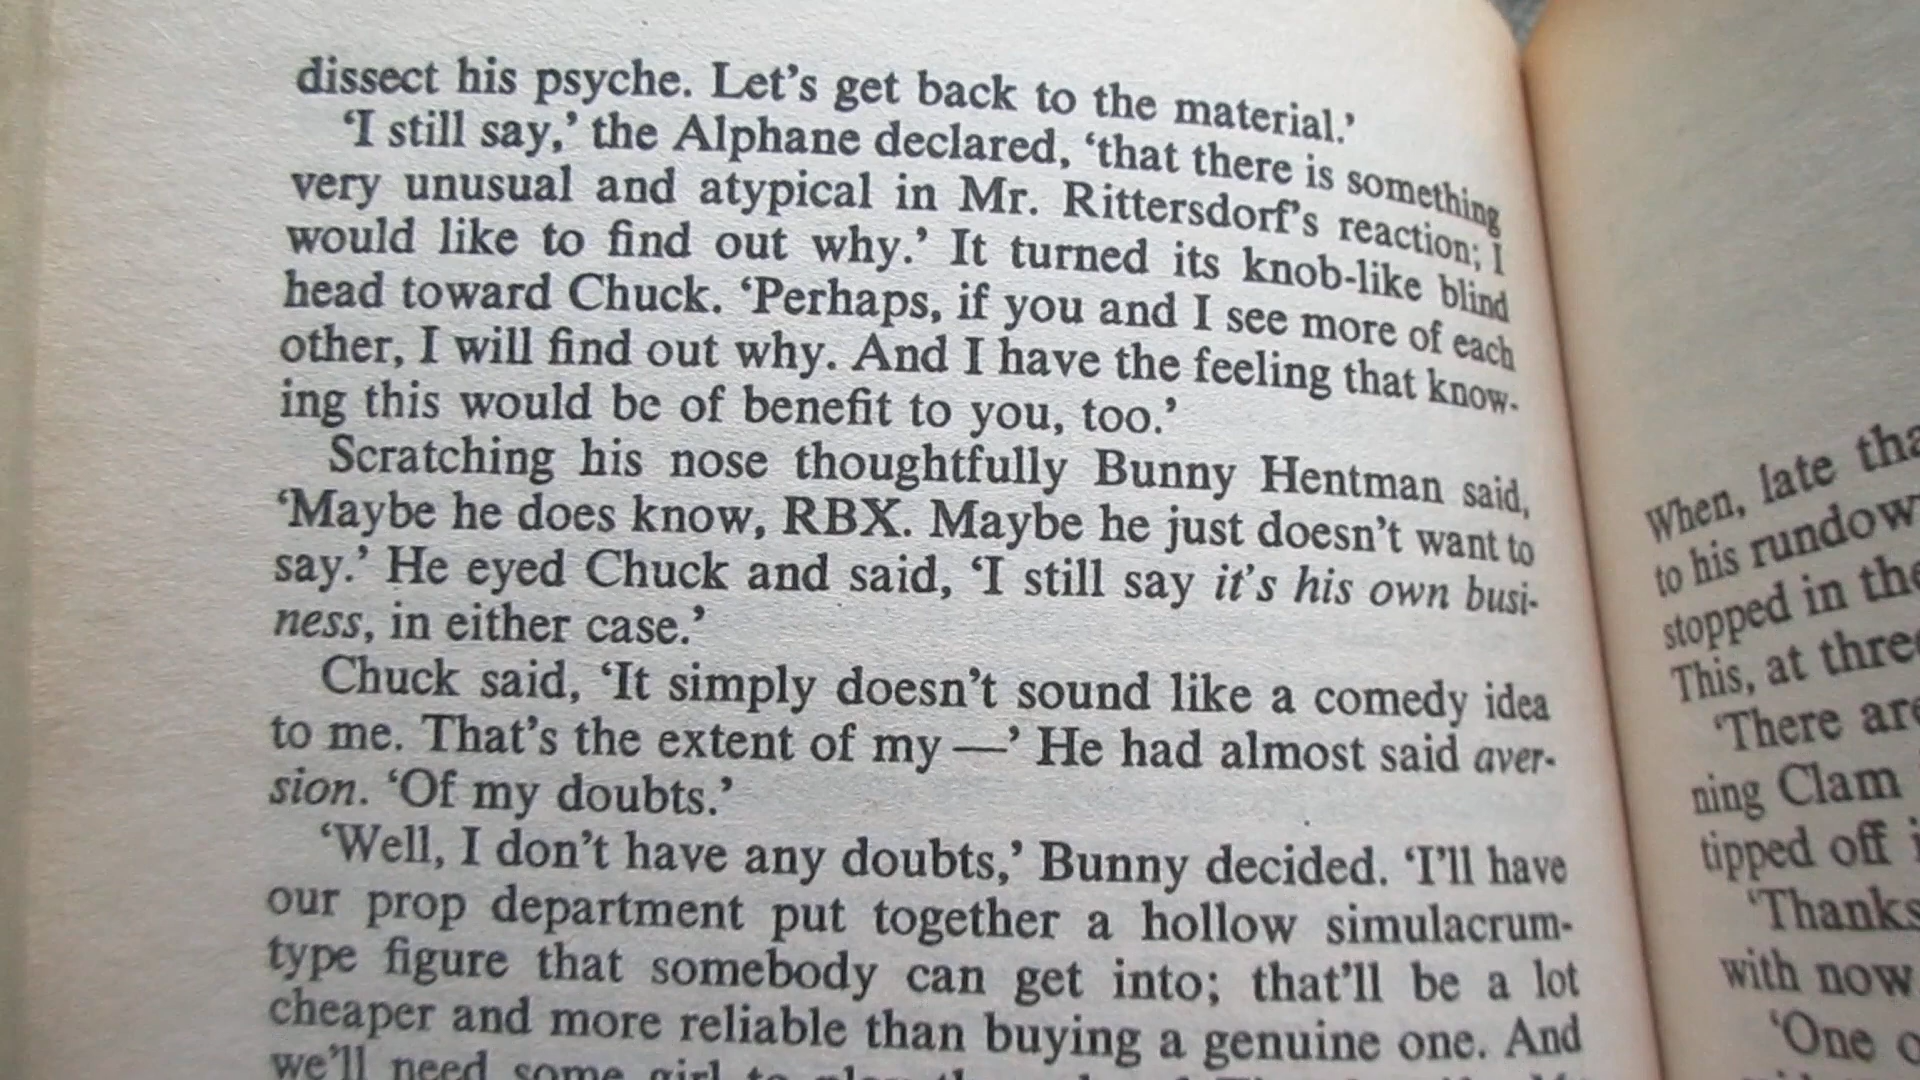 dissect his psyche. Let's get back to the material.'
'I still say,' the Alphane declared, 'that there is something
very unusual and atypical in Mr. Rittersdorf's reaction; I
would like to find out why.' It turned its knob-like blind
head toward Chuck. 'Perhaps, if you and I see more of each
other, I will find out why. And I have the feeling that know-
ing this would be of benefit to you, too.'
Scratching his nose thoughtfully Bunny Hentman said,
'Maybe he does know, RBX. Maybe he just doesn't want to
say.' He eyed Chuck and said, 'I still say it's his own busi-
ness, in either case.'
Chuck said, 'It simply doesn't sound like a comedy idea
to me. That's the extent of my —' He had almost said aver-
sion. 'Of my doubts.'
'Well, I don't have any doubts,' Bunny decided. 'I'll have
our prop department put together a hollow simulacrum-
type figure that somebody can get into; that'll be a lot
cheaper and more reliable than buying a genuine one. And
we'll need some girl to
When, late
to his
stopped in
This, at
'There
ning Clam
tipped off
'Thanks
with now
'One